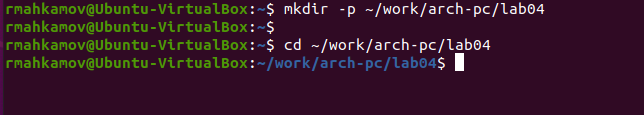 rmahkamov@Ubuntu-VirtualBox:~$ mkdir -p ~/work/arch-pc/lab04
rmahkamov@Ubuntu-VirtualBox:~$
rmahkamov@Ubuntu-VirtualBox:~$ cd ~/work/arch-pc/lab04
rmahkamov@Ubuntu-VirtualBox:~/work/arch-pc/lab04$